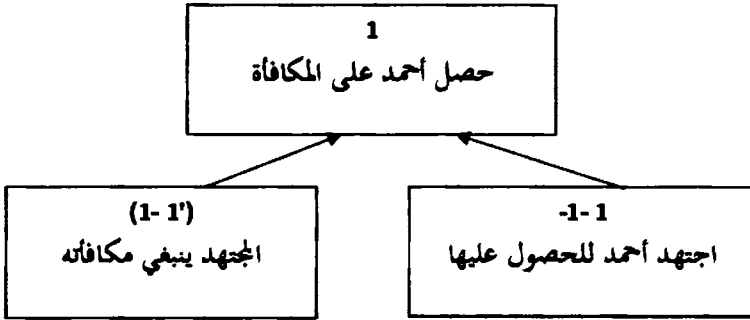 1
حصل أحمد على المكافأة
-1- 1
اجتهد أحمد للحصول عليها
(1- 1')
المجتهد ينبغي مكافأته